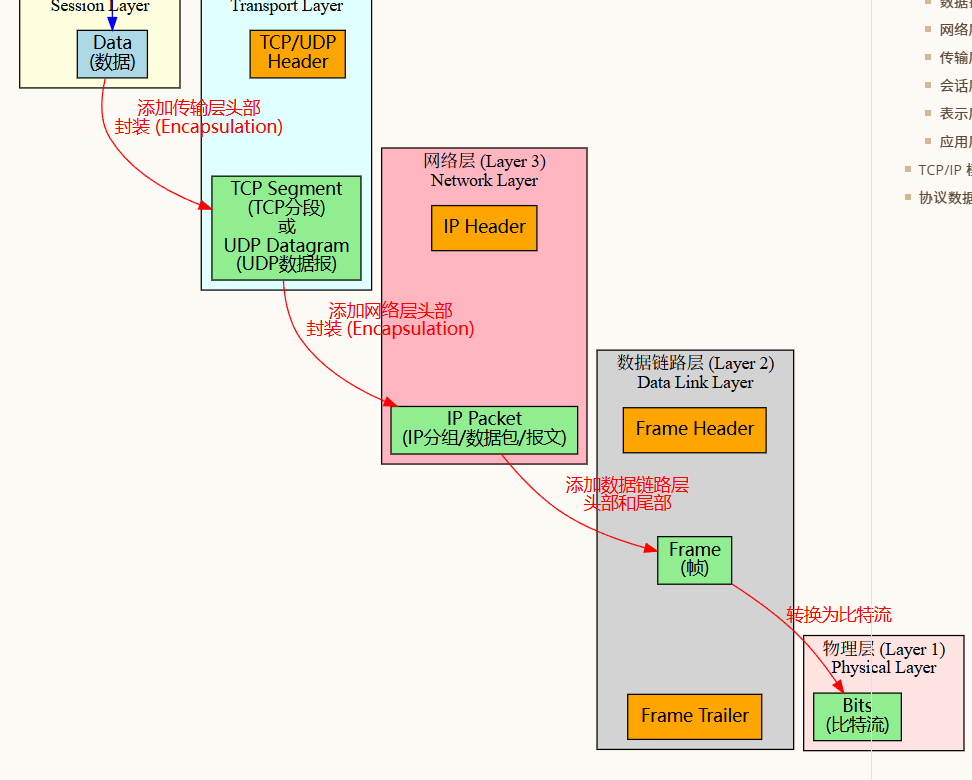 Session Layer
Data
(数据)
Transport Layer
TCP/UDP
Header
添加传输层头部
封装 (Encapsulation)
TCP Segment
(TCP分段)
或
UDP Datagram
(UDP数据报)
网络层 (Layer 3)
Network Layer
IP Header
添加网络层头部
封装 (Encapsulation)
IP Packet
(IP分组/数据包/报文)
数据链路层 (Layer 2)
Data Link Layer
Frame Header
添加数据链路层
头部和尾部
Frame
(帧)
Frame Trailer
转换为比特流
物理层 (Layer 1)
Physical Layer
Bits
(比特流)
数据
网络
传输
会话
表示
应用
TCP/IP
协议数据